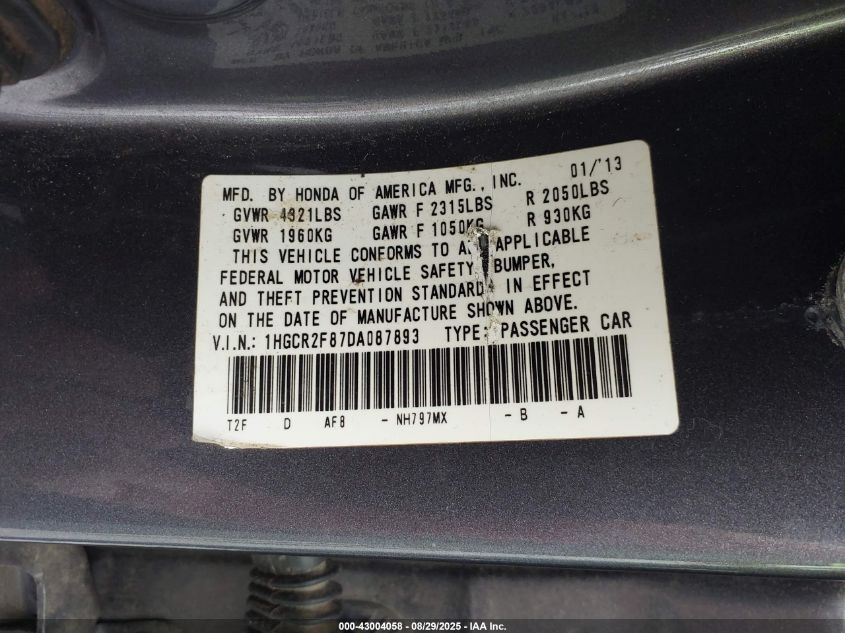 MFD. BY HONDA OF AMERICA MFG., INC. 01/'13
GVWR 4321LBS GAWR F 2315LBS R 2050LBS
GVWR 1960KG GAWR F 1050KG R 930KG
THIS VEHICLE CONFORMS TO APPLICABLE
FEDERAL MOTOR VEHICLE SAFETY, BUMPER,
AND THEFT PREVENTION STANDARDS IN EFFECT
ON THE DATE OF MANUFACTURE SHOWN ABOVE.
V.I.N.: 1HGCR2F87DA087893 TYPE: PASSENGER CAR
T2F D AF8 - NH797MX - B - A
000-43004058 - 08/29/2025 - IAA Inc.